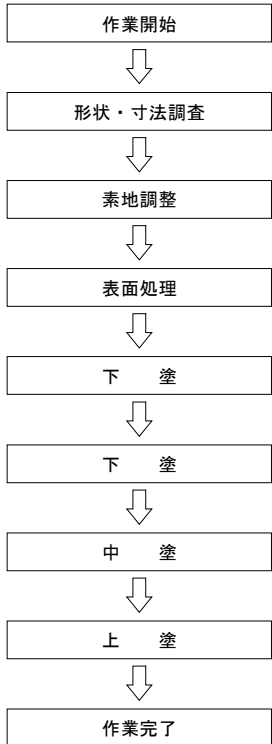 作業開始
形状・寸法調査
素地調整
表面処理
下　　塗
下　　塗
中　　塗
上　　塗
作業完了